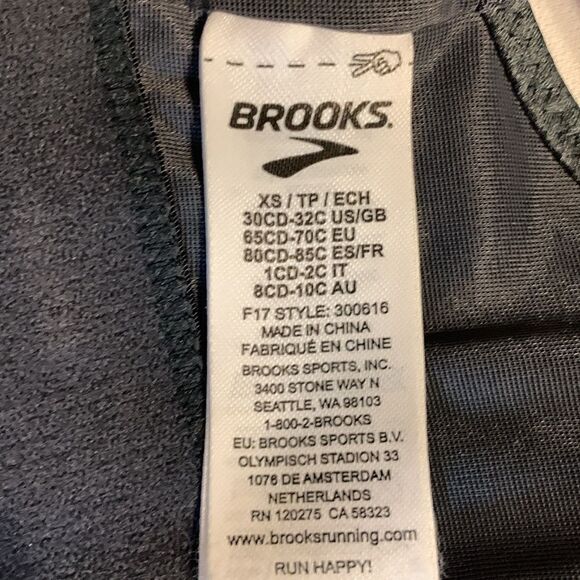 BROOKS.
XS / TP / ECH
30CD-32C US/GB
65CD-70C EU
80CD-85C ES/FR
1CD-2C IT
8CD-10C AU
F17 STYLE: 300616
MADE IN CHINA
FABRIQUÉ EN CHINE
BROOKS SPORTS, INC.
3400 STONE WAY N
SEATTLE, WA 98103
1-800-2-BROOKS
EU: BROOKS SPORTS B.V.
OLYMPISCH STADION 33
1076 DE AMSTERDAM
NETHERLANDS
RN 120275 CA 58323
www.brooksrunning.com
RUN HAPPY!